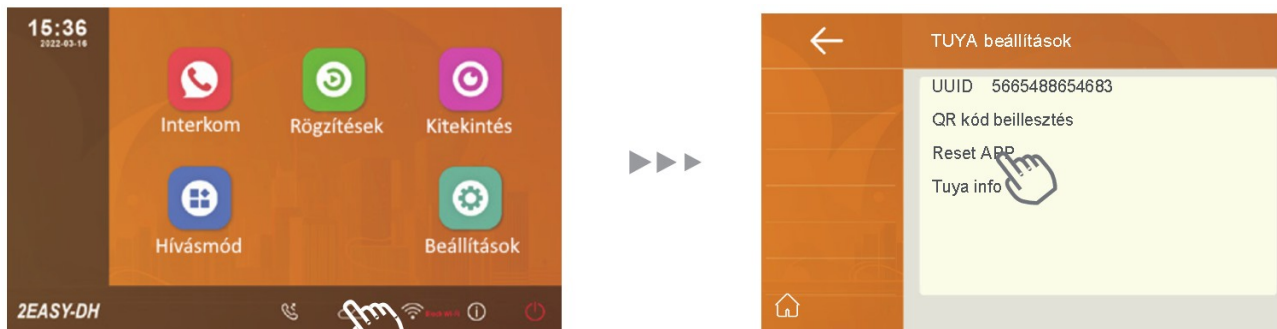 15:36
2022-03-16
Interkom
Rögzítések
Kitekintés
Hívásmód
Beállítások
2EASY-DH
TUYA beállítások
UUID 5665488654683
QR kód beillesztés
Reset APP
Tuya info